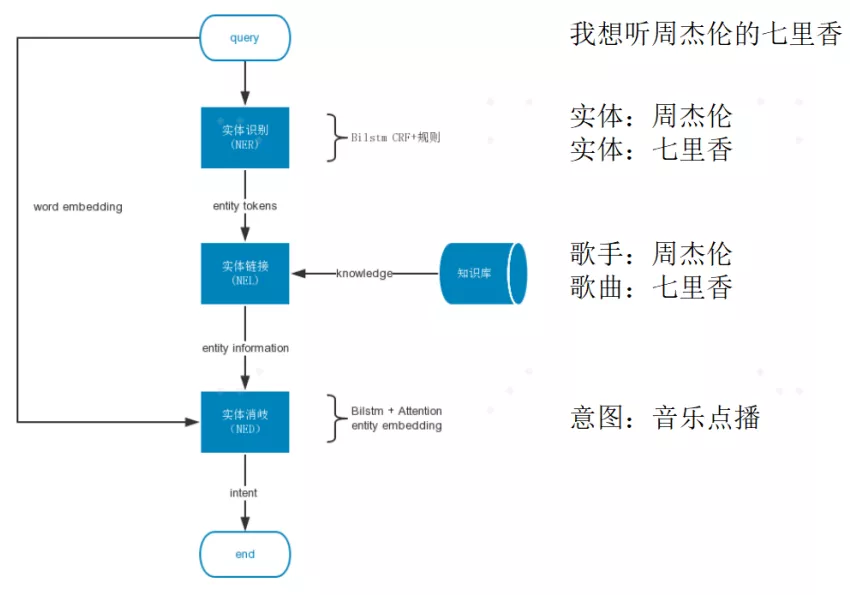 query
我想听周杰伦的七里香
实体识别
(NER)
Bilstm CRF+规则
实体：周杰伦
实体：七里香
word embedding
entity tokens
实体链接
(NEL)
knowledge
知识库
歌手：周杰伦
歌曲：七里香
entity information
实体消岐
(NED)
Bilstm + Attention
entity embedding
意图：音乐点播
intent
end